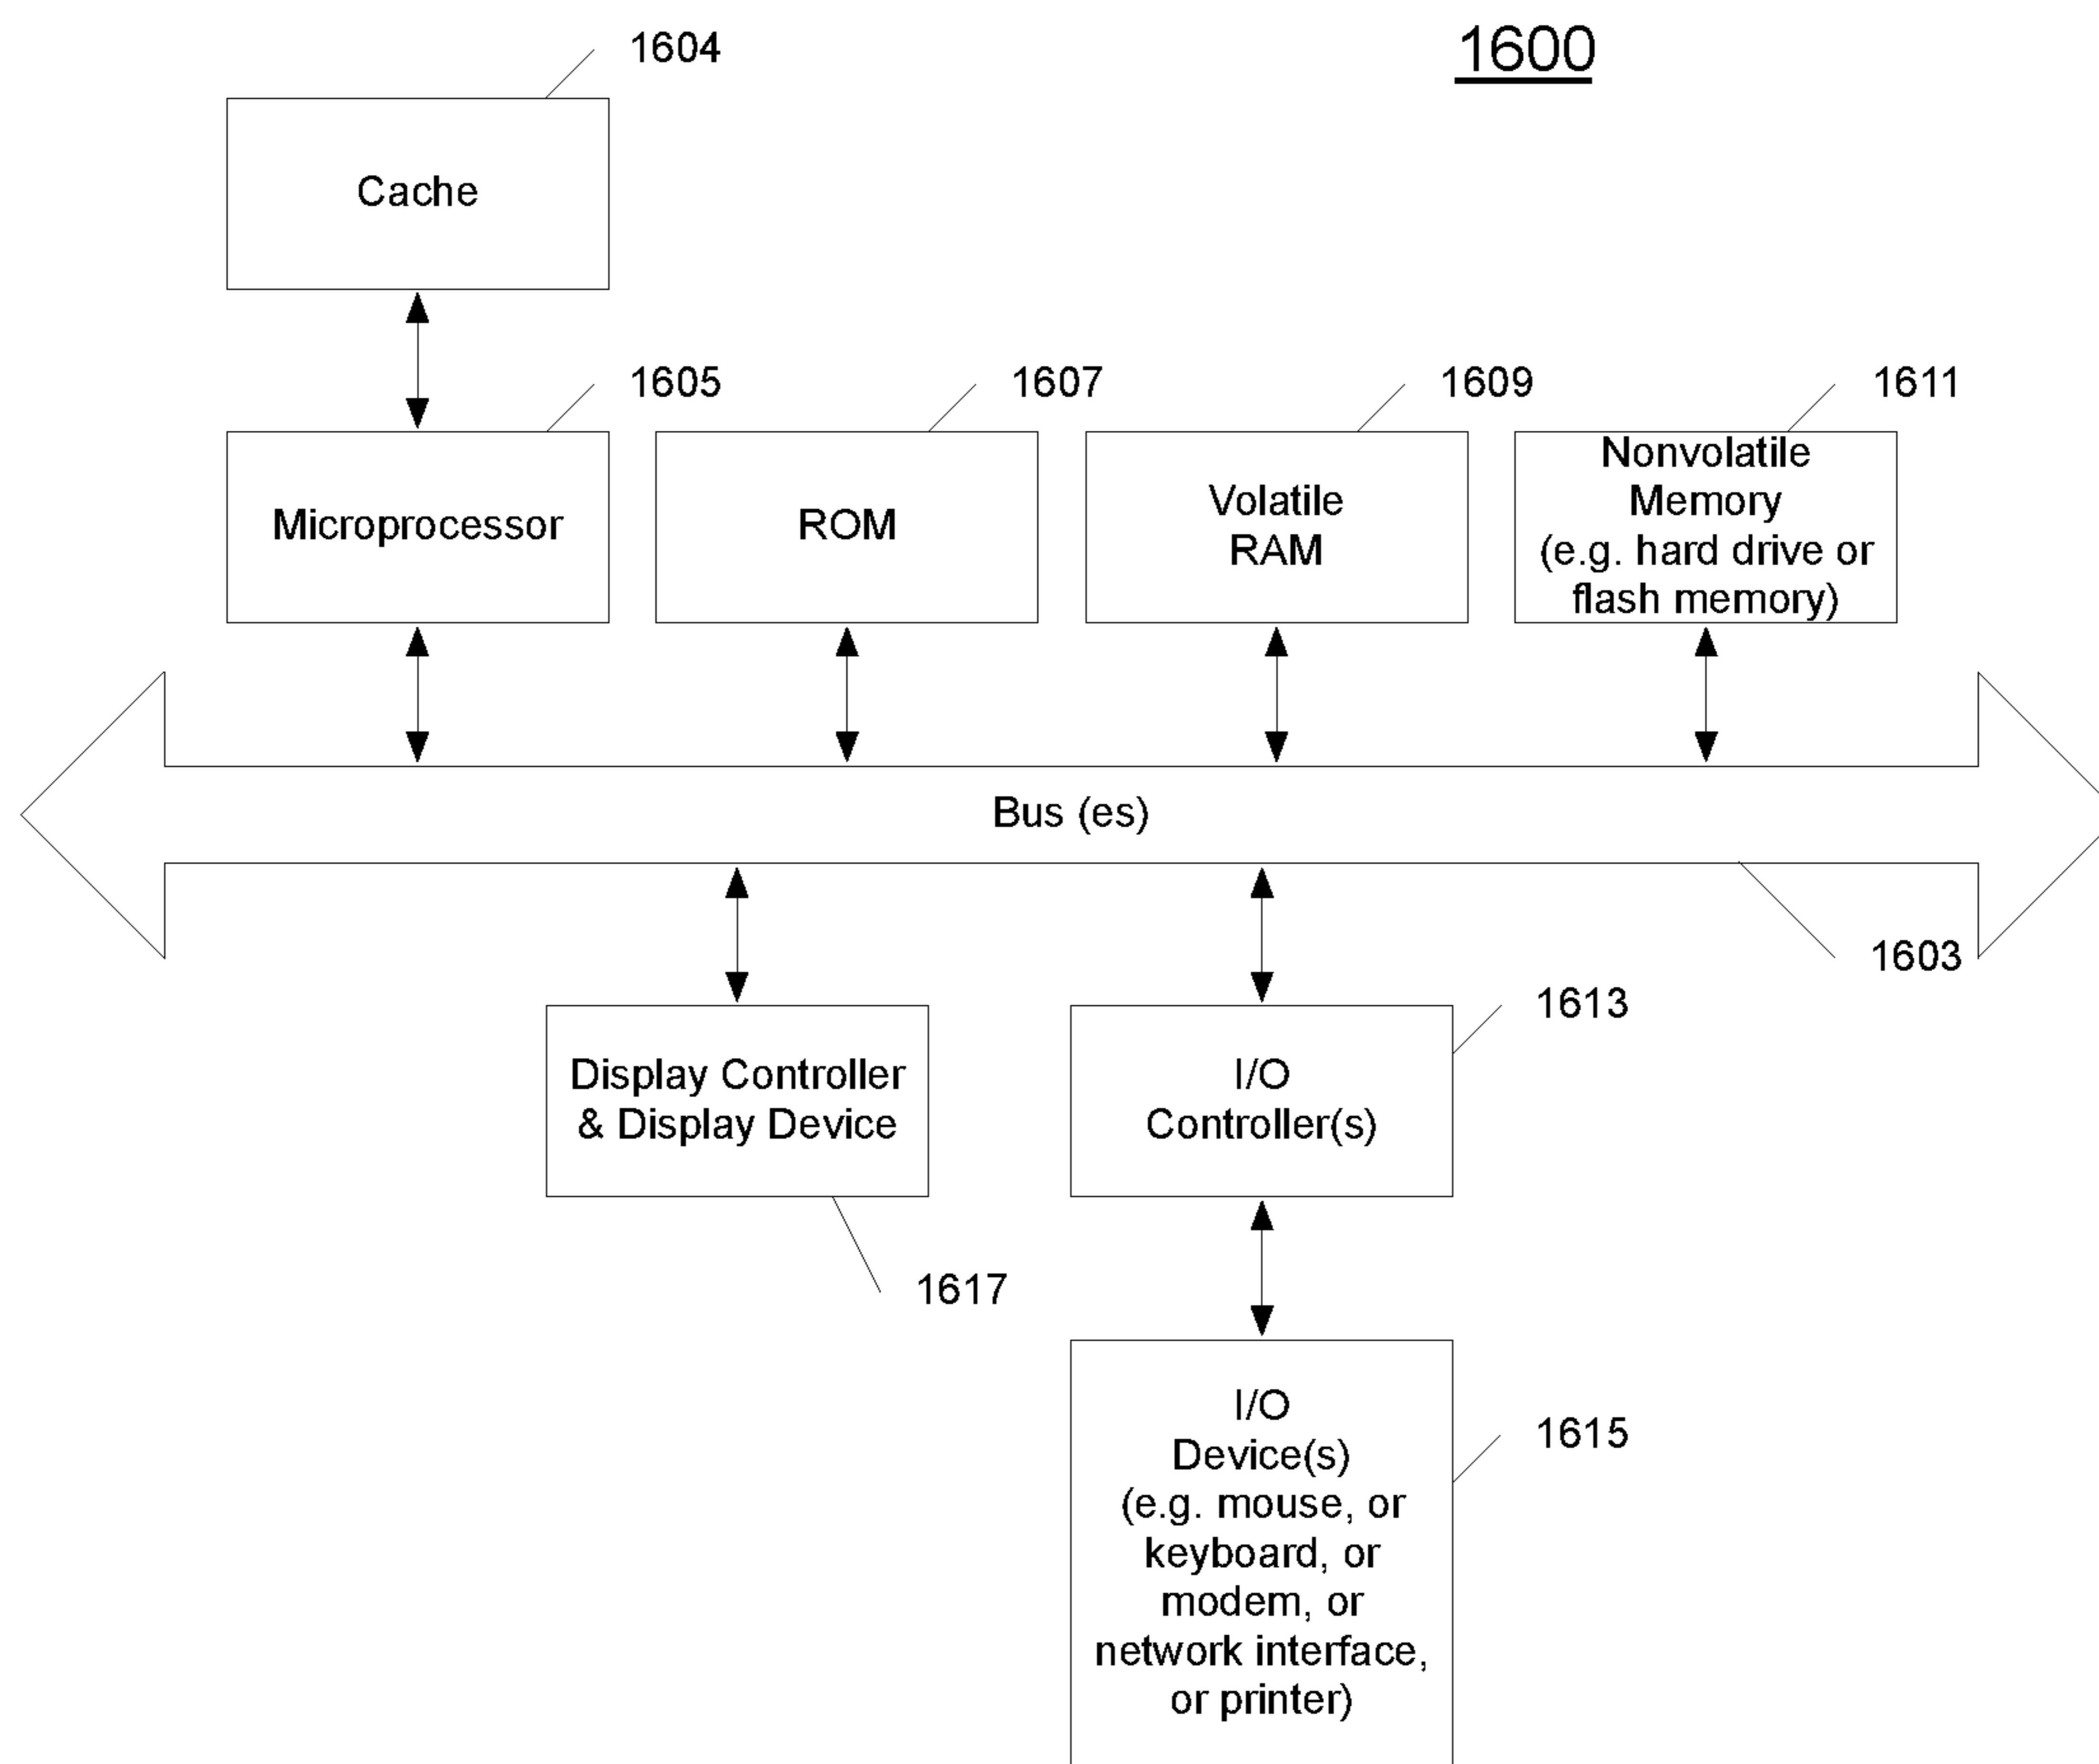 1604
1600
Cache
1605
1607
1609
1611
Microprocessor
ROM
Volatile
RAM
Nonvolatile
Memory
(e.g. hard drive or
flash memory)
Bus (es)
1603
1613
Display Controller
& Display Device
I/O
Controller(s)
1617
1615
I/O
Device(s)
(e.g. mouse, or
keyboard, or
modem, or
network interface,
or printer)